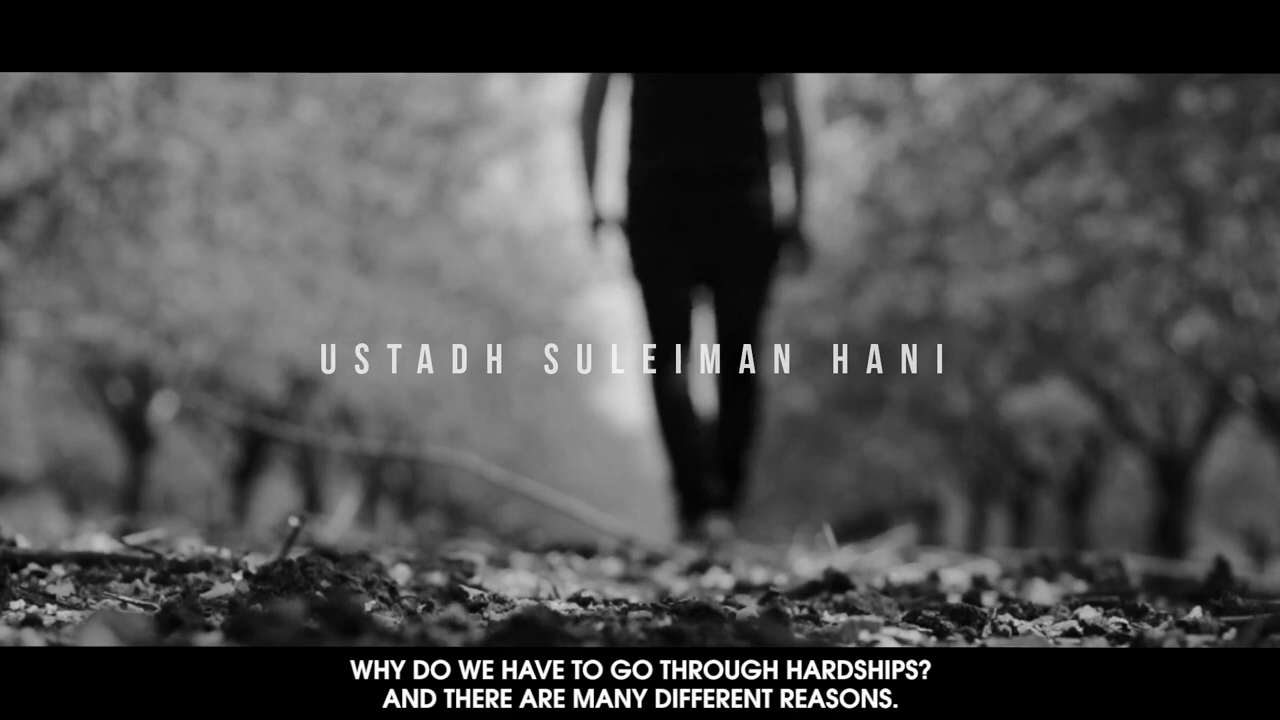 USTADH SULEIMAN HANI
WHY DO WE HAVE TO GO THROUGH HARDSHIPS?
AND THERE ARE MANY DIFFERENT REASONS.